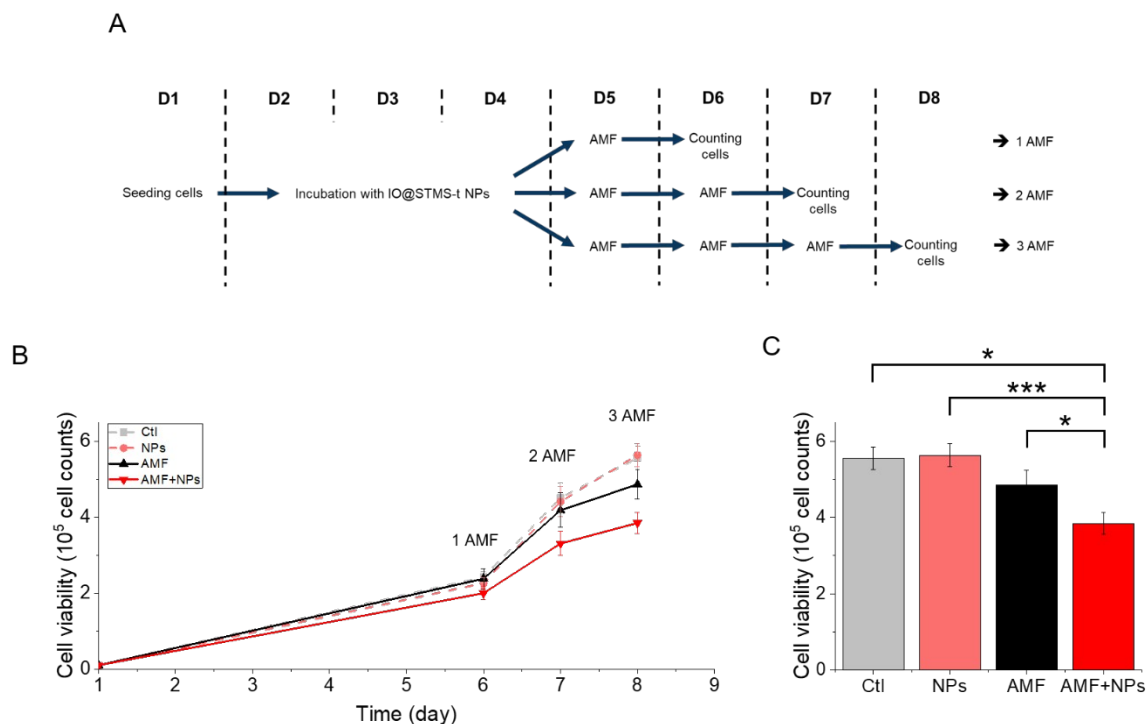 A
D1 D2 D3 D4 D5 D6 D7 D8
AMF Counting cells ➔ 1 AMF
Seeding cells Incubation with IO@STMS-t NPs AMF AMF Counting cells ➔ 2 AMF
AMF AMF AMF Counting cells ➔ 3 AMF
B
Cell viability (10⁵ cell counts)
6
4
2
0
Ctl
NPs
AMF
AMF+NPs
1 AMF
2 AMF
3 AMF
1 2 3 4 5 6 7 8 9
Time (day)
C
*
***
*
Cell viability (10⁵ cell counts)
6
4
2
0
Ctl NPs AMF AMF+NPs